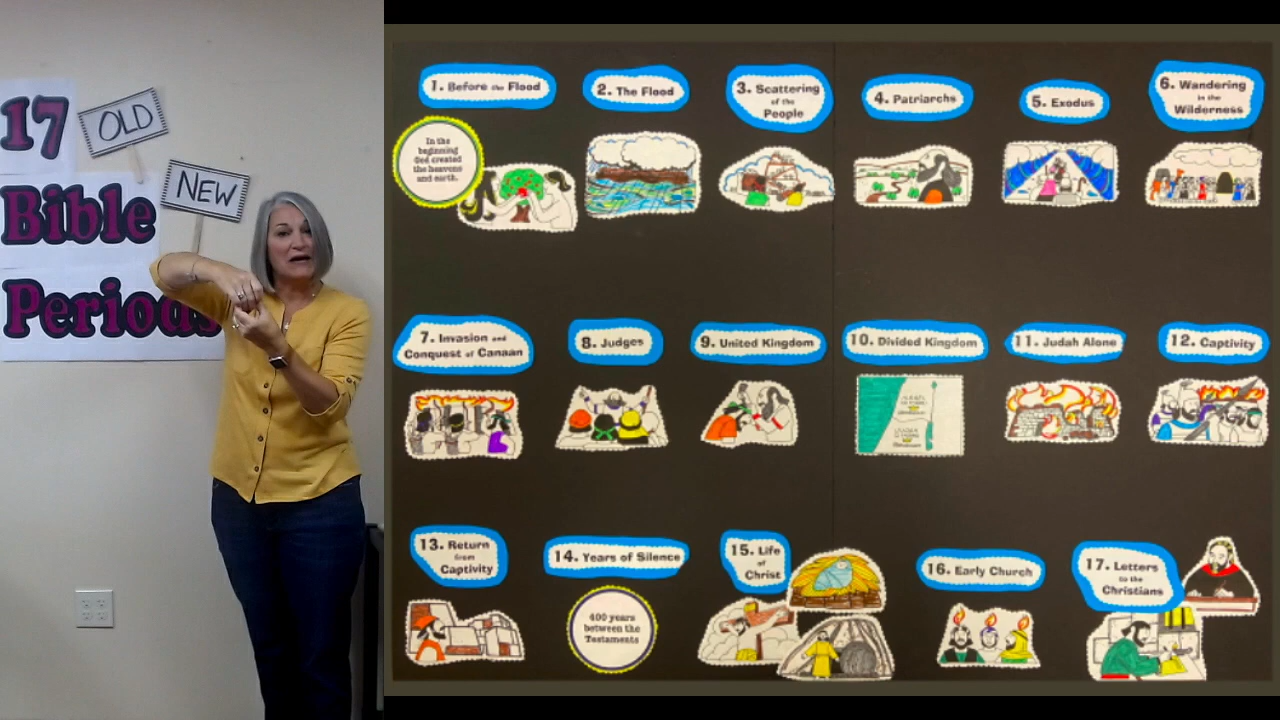 17
OLD
NEW
Bible
Periods
1. Before the Flood
2. The Flood
3. Scattering
of the
People
4. Patriarchs
5. Exodus
6. Wandering
in the
Wilderness
In the
beginning
God created
the heavens
and earth.
7. Invasion and
Conquest of Canaan
8. Judges
9. United Kingdom
10. Divided Kingdom
11. Judah Alone
12. Captivity
13. Return
from
Captivity
14. Years of Silence
15. Life
of
Christ
16. Early Church
17. Letters
to the
Christians
400 years
between the
Testaments